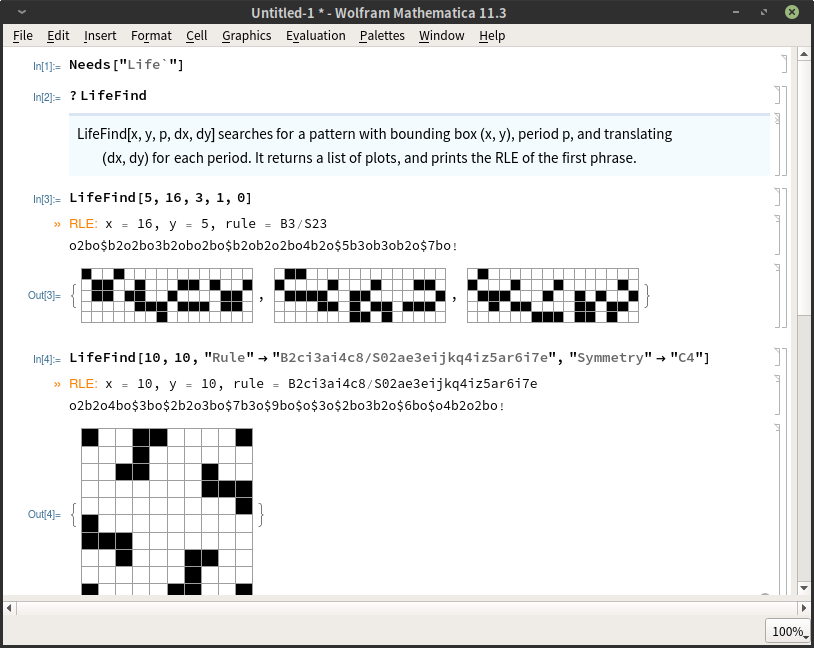 Untitled-1 * - Wolfram Mathematica 11.3
File Edit Insert Format Cell Graphics Evaluation Palettes Window Help
In[1]:= Needs["Life`"]
In[2]:= ? LifeFind
LifeFind[x, y, p, dx, dy] searches for a pattern with bounding box (x, y), period p, and translating
(dx, dy) for each period. It returns a list of plots, and prints the RLE of the first phrase.
In[3]:= LifeFind[5, 16, 3, 1, 0]
» RLE: x = 16, y = 5, rule = B3/S23
o2bo$b2o2bo3b2obo2bo$b2ob2o2bo4b2o$5b3ob3ob2o$7bo!
Out[3]= { , , }
In[4]:= LifeFind[10, 10, "Rule" → "B2ci3ai4c8/S02ae3eijkq4iz5ar6i7e", "Symmetry" → "C4"]
» RLE: x = 10, y = 10, rule = B2ci3ai4c8/S02ae3eijkq4iz5ar6i7e
o2b2o4bo$3bo$2b2o3bo$7b3o$9bo$o$3o$2bo3b2o$6bo$o4b2o2bo!
Out[4]= { }
100%